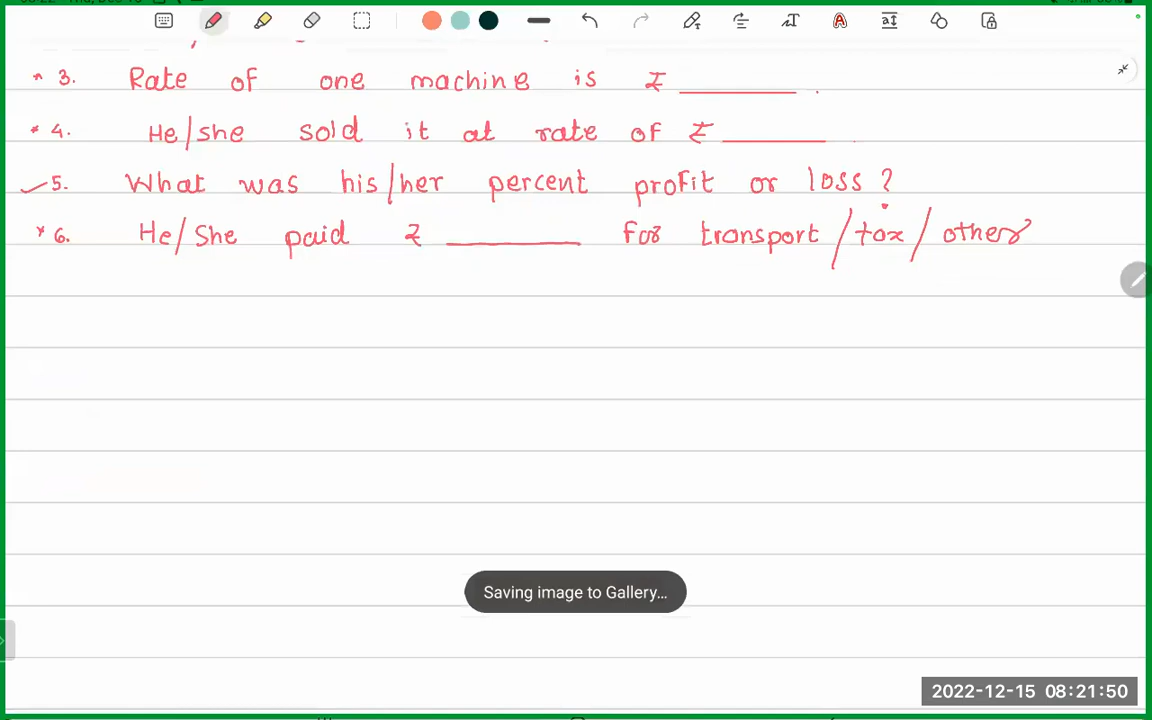 * 3. Rate of one machine is ₹ ______ .
* 4. He/she sold it at rate of ₹ ______ .
✓ 5. What was his/her percent profit or loss ?
* 6. He/She paid ₹ ______ for transport/tax/other
Saving image to Gallery...
2022-12-15 08:21:50